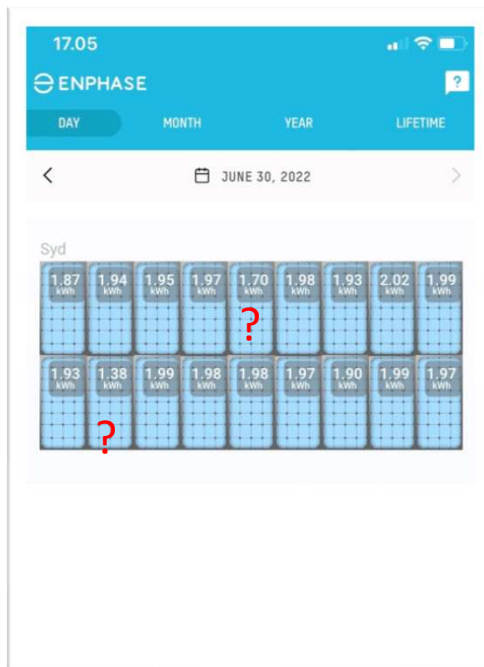 17.05
ENPHASE
?
DAY MONTH YEAR LIFETIME
JUNE 30, 2022
Syd
1.87 1.94 1.95 1.97 1.70 1.98 1.93 2.02 1.99
kWh kWh kWh kWh kWh kWh kWh kWh kWh
?
1.93 1.38 1.99 1.98 1.98 1.97 1.90 1.99 1.97
kWh kWh kWh kWh kWh kWh kWh kWh kWh
?